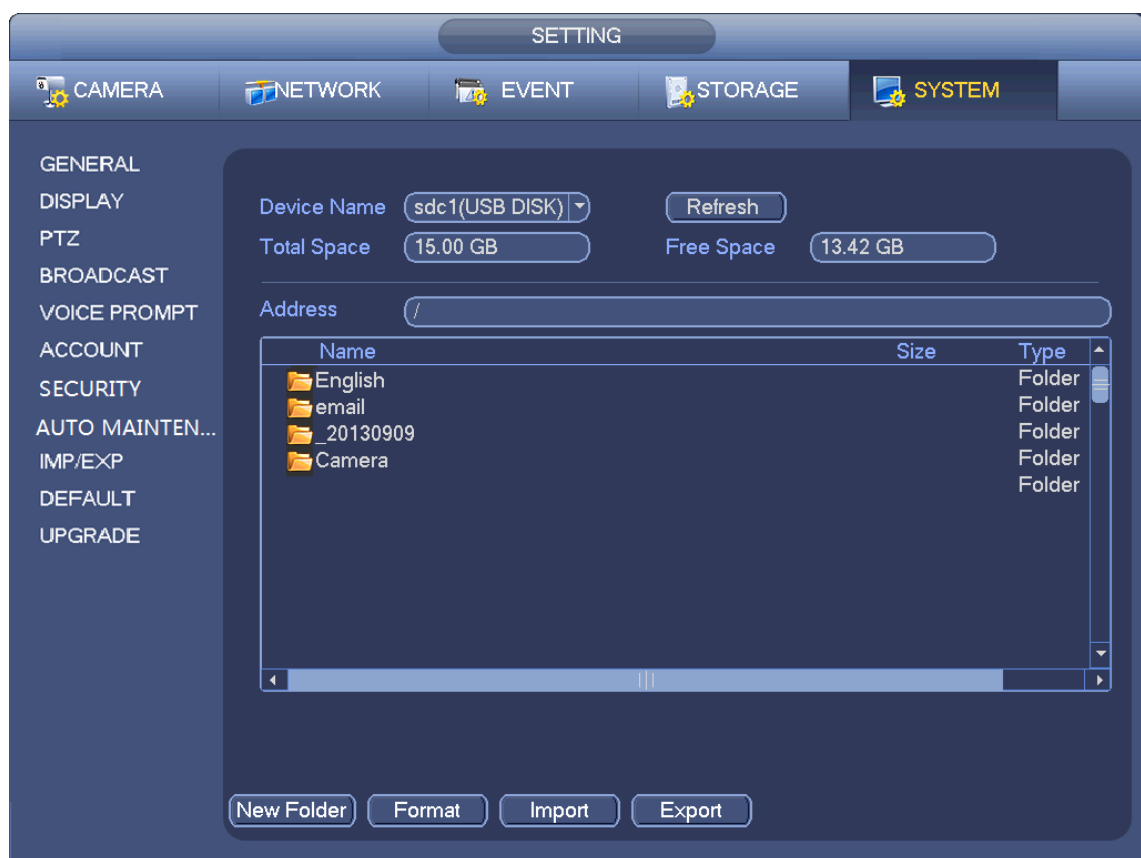 SETTING
CAMERA NETWORK EVENT STORAGE SYSTEM
GENERAL
DISPLAY
PTZ
BROADCAST
VOICE PROMPT
ACCOUNT
SECURITY
AUTO MAINTEN...
IMP/EXP
DEFAULT
UPGRADE
Device Name sdc1(USB DISK) Refresh
Total Space 15.00 GB Free Space 13.42 GB
Address /
Name Size Type
English Folder
email Folder
_20130909 Folder
Camera Folder
Folder
New Folder Format Import Export